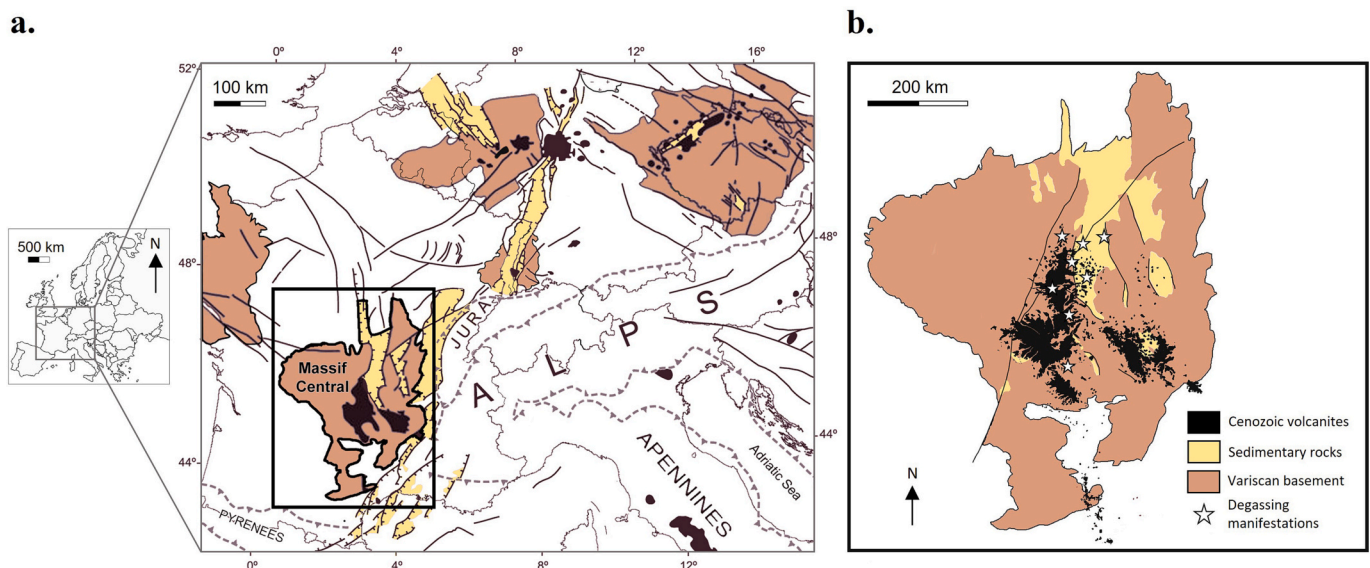 a.
0º 4º 8º 12º 16º
52º
100 km
500 km
N
48º
48º
JURA
ALPS
Massif
Central
44º
44º
APENNINES
Adriatic Sea
PYRENEES
0º 4º 8º 12º
b.
200 km
Cenozoic volcanites
Sedimentary rocks
Variscan basement
Degassing
manifestations
N